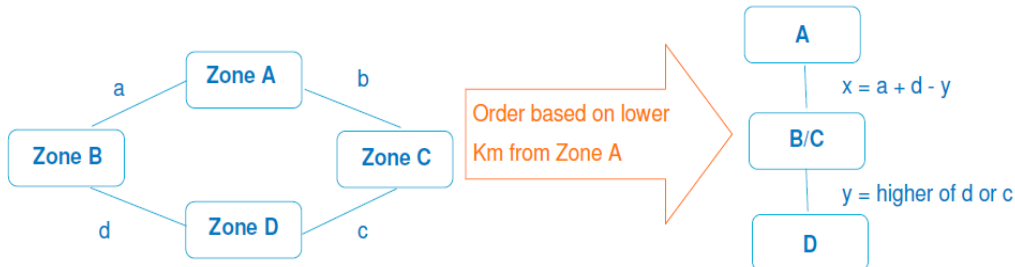 Zone A
a
b
Zone B
Zone C
d
Zone D
c
Order based on lower
Km from Zone A
A
x = a + d - y
B/C
y = higher of d or c
D